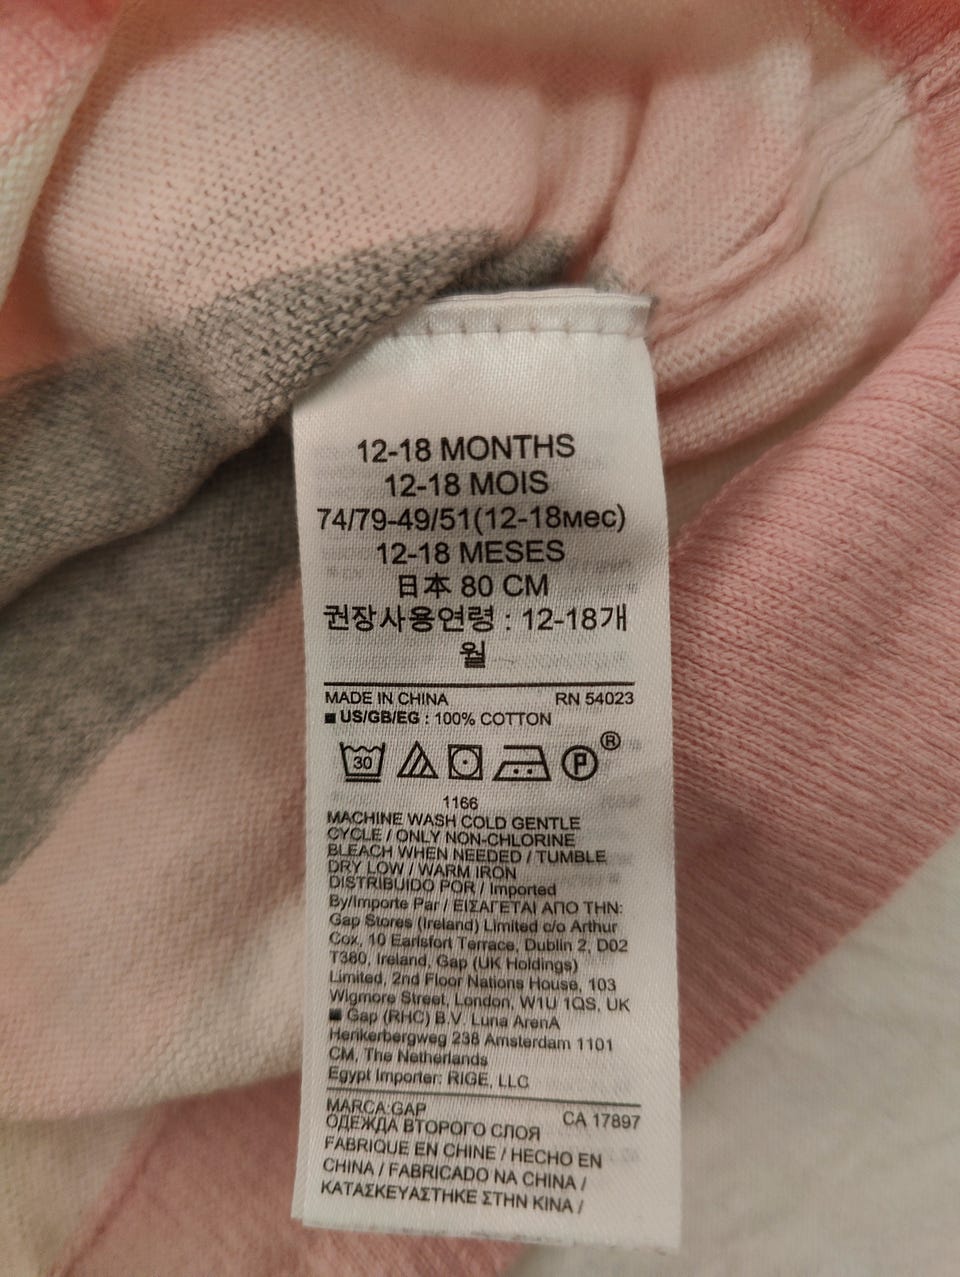 12-18 MONTHS
12-18 MOIS
74/79-49/51(12-18мес)
12-18 MESES
日本 80 CM
권장사용연령 : 12-18개
월
MADE IN CHINA RN 54023
US/GB/EG : 100% COTTON
30 P ®
1166
MACHINE WASH COLD GENTLE
CYCLE / ONLY NON-CHLORINE
BLEACH WHEN NEEDED / TUMBLE
DRY LOW / WARM IRON
DISTRIBUIDO POR / Imported
By/Importe Par / ΕΙΣΑΓΕΤΑΙ ΑΠΟ ΤΗΝ:
Gap Stores (Ireland) Limited c/o Arthur
Cox, 10 Earlsfort Terrace, Dublin 2, D02
T380, Ireland, Gap (UK Holdings)
Limited, 2nd Floor Nations House, 103
Wigmore Street, London, W1U 1QS, UK
Gap (RHC) B.V. Luna ArenA
Herikerbergweg 238 Amsterdam 1101
CM, The Netherlands
Egypt Importer: RIGE, LLC
MARCA:GAP CA 17897
ОДЕЖДА ВТОРОГО СЛОЯ
FABRIQUE EN CHINE / HECHO EN
CHINA / FABRICADO NA CHINA /
ΚΑΤΑΣΚΕΥΑΣΤΗΚΕ ΣΤΗΝ ΚΙΝΑ /